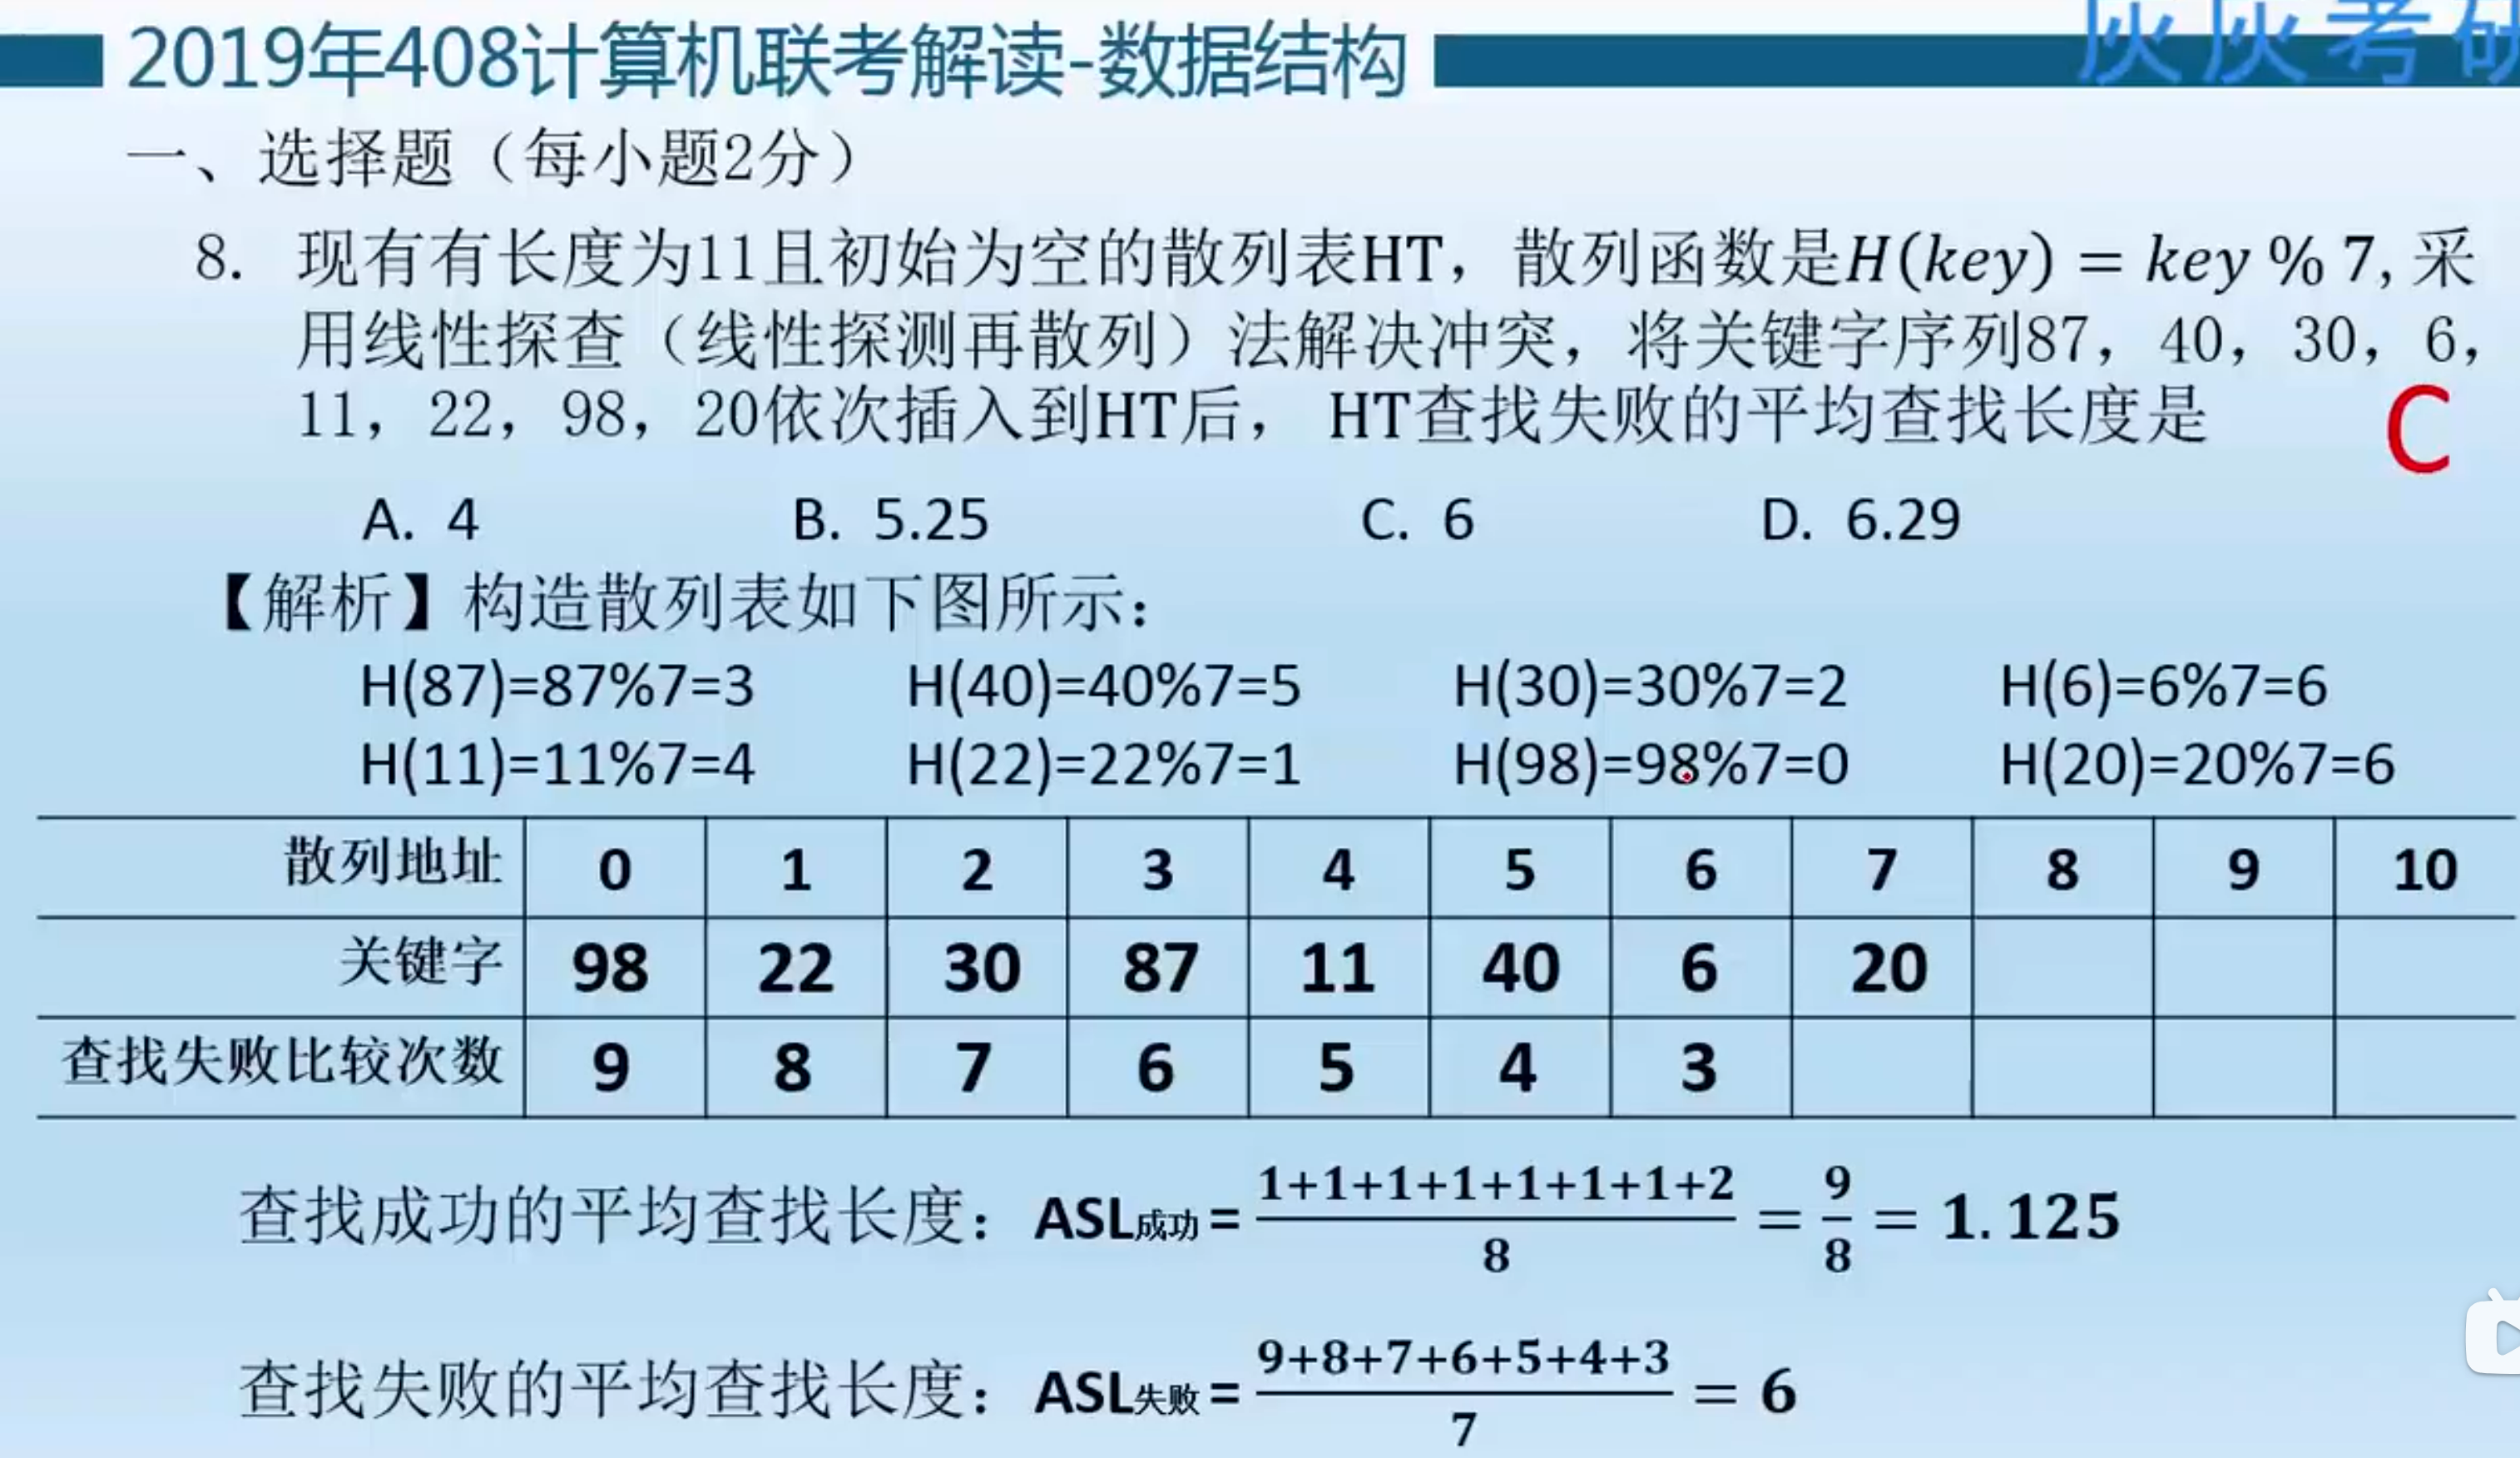 2019年408计算机联考解读-数据结构
灰灰考研
一、选择题（每小题2分）
8. 现有有长度为11且初始为空的散列表HT，散列函数是H(key) = key % 7, 采
用线性探查（线性探测再散列）法解决冲突，将关键字序列87，40，30，6，
11，22，98，20依次插入到HT后， HT查找失败的平均查找长度是
C
A. 4 B. 5.25 C. 6 D. 6.29
【解析】构造散列表如下图所示：
H(87)=87%7=3 H(40)=40%7=5 H(30)=30%7=2 H(6)=6%7=6
H(11)=11%7=4 H(22)=22%7=1 H(98)=98%7=0 H(20)=20%7=6
散列地址 0 1 2 3 4 5 6 7 8 9 10
关键字 98 22 30 87 11 40 6 20
查找失败比较次数 9 8 7 6 5 4 3
查找成功的平均查找长度：ASL成功 = (1+1+1+1+1+1+1+2)/8 = 9/8 = 1.125
查找失败的平均查找长度：ASL失败 = (9+8+7+6+5+4+3)/7 = 6